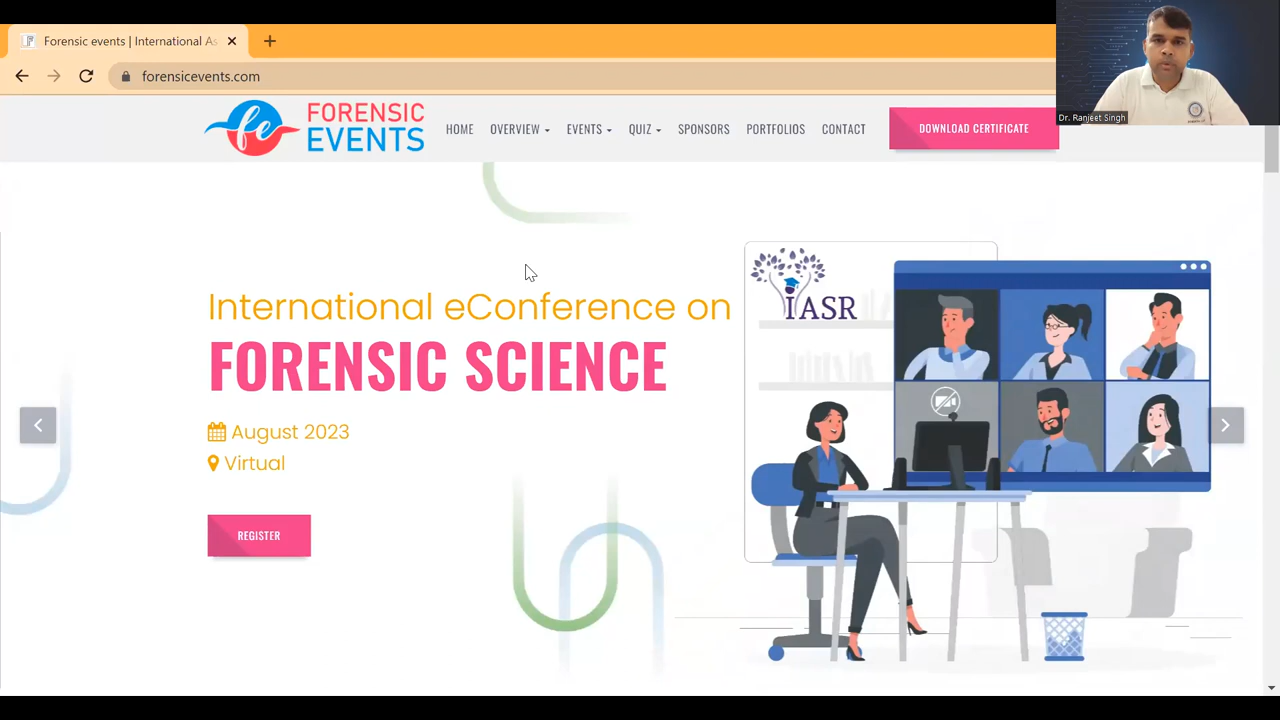 Forensic events | International As
forensicevents.com
Dr. Ranjeet Singh
fe FORENSIC
EVENTS
HOME OVERVIEW EVENTS QUIZ SPONSORS PORTFOLIOS CONTACT DOWNLOAD CERTIFICATE
IASR
International eConference on
FORENSIC SCIENCE
August 2023
Virtual
REGISTER